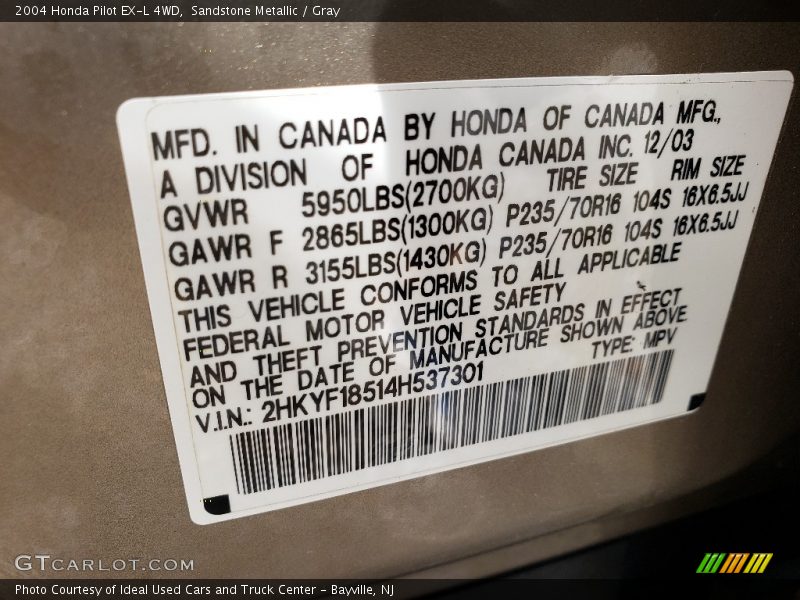 2004 Honda Pilot EX-L 4WD, Sandstone Metallic / Gray
MFD. IN CANADA BY HONDA OF CANADA MFG.,
A DIVISION OF HONDA CANADA INC. 12/03
GVWR 5950LBS(2700KG) TIRE SIZE RIM SIZE
GAWR F 2865LBS(1300KG) P235/70R16 104S 16X6.5JJ
GAWR R 3155LBS(1430KG) P235/70R16 104S 16X6.5JJ
THIS VEHICLE CONFORMS TO ALL APPLICABLE
FEDERAL MOTOR VEHICLE SAFETY
AND THEFT PREVENTION STANDARDS IN EFFECT
ON THE DATE OF MANUFACTURE SHOWN ABOVE
V.I.N.: 2HKYF18514H537301 TYPE: MPV
GTCARLOT.COM
Photo Courtesy of Ideal Used Cars and Truck Center - Bayville, NJ